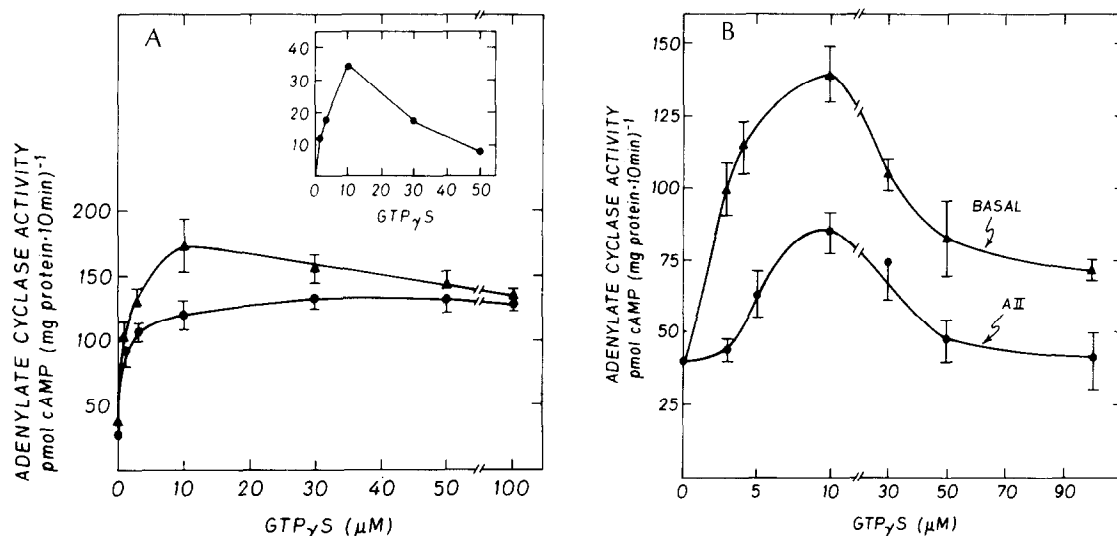 A
40
30
20
10
0 10 20 30 40 50
GTPγS
ADENYLATE CYCLASE ACTIVITY
pmol cAMP (mg protein·10min)⁻¹
200
150
100
50
0 10 20 30 40 50 100
GTPγS (μM)
B
ADENYLATE CYCLASE ACTIVITY
pmol cAMP (mg protein·10min)⁻¹
150
125
100
75
50
25
BASAL
AII
0 5 10 30 50 70 90
GTPγS (μM)